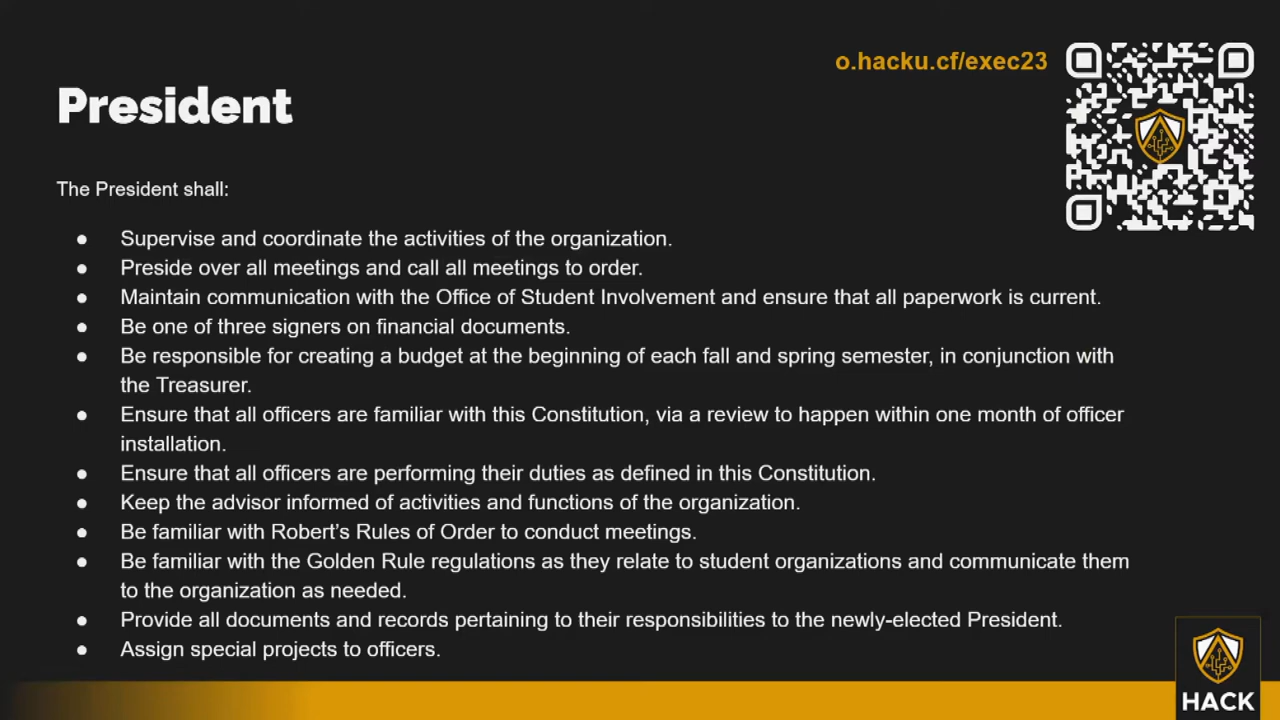 o.hacku.cf/exec23
President
The President shall:
● Supervise and coordinate the activities of the organization.
● Preside over all meetings and call all meetings to order.
● Maintain communication with the Office of Student Involvement and ensure that all paperwork is current.
● Be one of three signers on financial documents.
● Be responsible for creating a budget at the beginning of each fall and spring semester, in conjunction with
the Treasurer.
● Ensure that all officers are familiar with this Constitution, via a review to happen within one month of officer
installation.
● Ensure that all officers are performing their duties as defined in this Constitution.
● Keep the advisor informed of activities and functions of the organization.
● Be familiar with Robert’s Rules of Order to conduct meetings.
● Be familiar with the Golden Rule regulations as they relate to student organizations and communicate them
to the organization as needed.
● Provide all documents and records pertaining to their responsibilities to the newly-elected President.
● Assign special projects to officers.
HACK